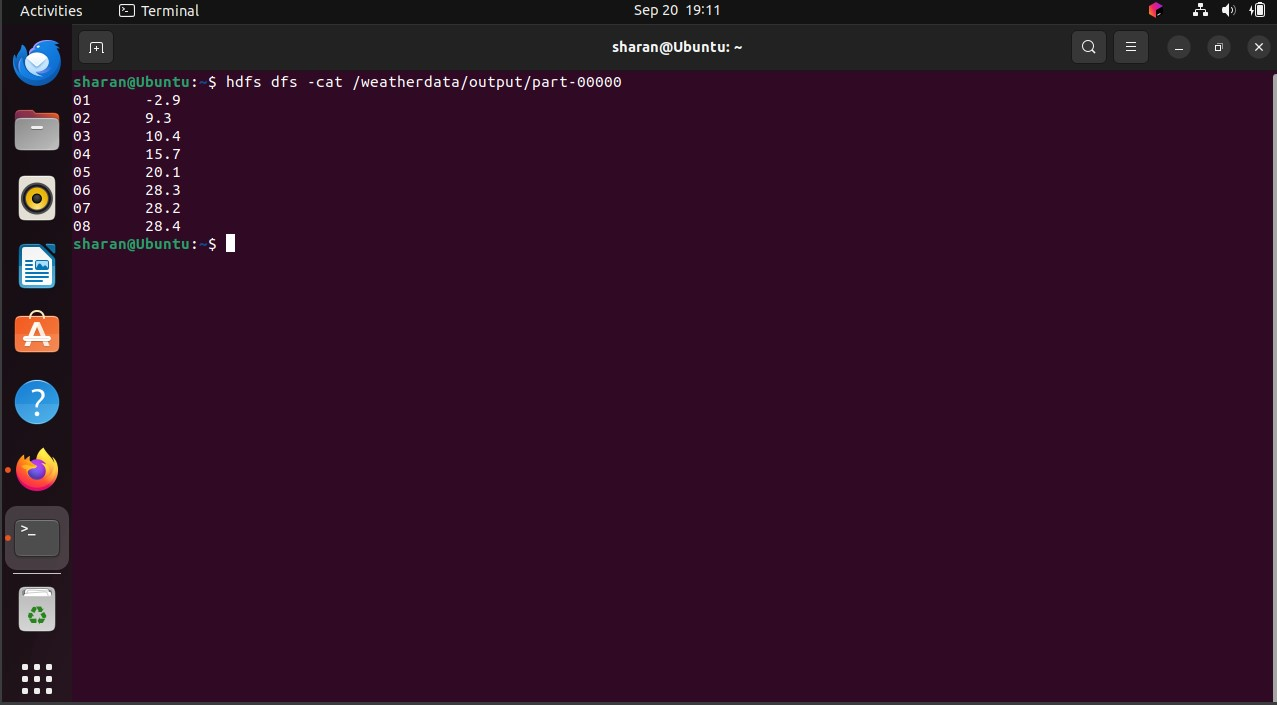 Activities Terminal Sep 20 19:11
sharan@Ubuntu: ~
sharan@Ubuntu:~$ hdfs dfs -cat /weatherdata/output/part-00000
01 -2.9
02 9.3
03 10.4
04 15.7
05 20.1
06 28.3
07 28.2
08 28.4
sharan@Ubuntu:~$